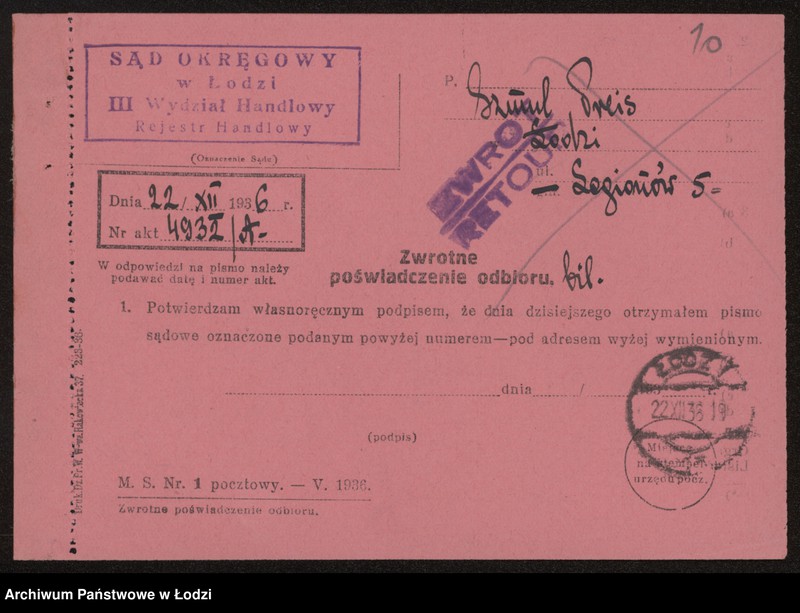 10
SĄD OKRĘGOWY
w Łodzi
III Wydział Handlowy
Rejestr Handlowy
(Oznaczenie Sądu)
P. Szmul Preis
w Łodzi
ul. Legionów 5
ZWROT
RETOUR
Dnia 22/XII 1936 r.
Nr akt 4932/A
W odpowiedzi na pismo należy
podawać datę i numer akt.
Zwrotne
poświadczenie odbioru,
1. Potwierdzam własnoręcznym podpisem, że dnia dzisiejszego otrzymałem pismo
sądowe oznaczone podanym powyżej numerem—pod adresem wyżej wymienionym.
dnia / 193 r.
(podpis)
ŁÓDŹ
22 XII 36 19
Miejsce
na stempel
urzędu pocz.
M. S. Nr. 1 pocztowy. — V. 1936.
Zwrotne poświadczenie odbioru.
Archiwum Państwowe w Łodzi